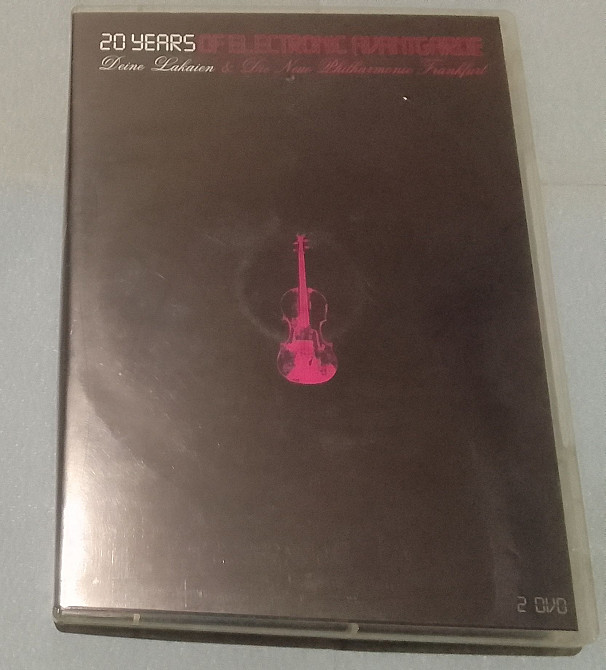 20 YEARS OF ELECTRONIC AVANTGARDE
Deine Lakaien & Die Neue Philharmonie Frankfurt
2 DVD